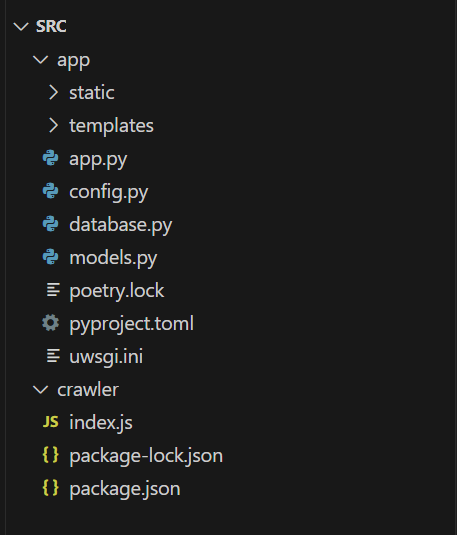 SRC
app
static
templates
app.py
config.py
database.py
models.py
poetry.lock
pyproject.toml
uwsgi.ini
crawler
JS index.js
{} package-lock.json
{} package.json